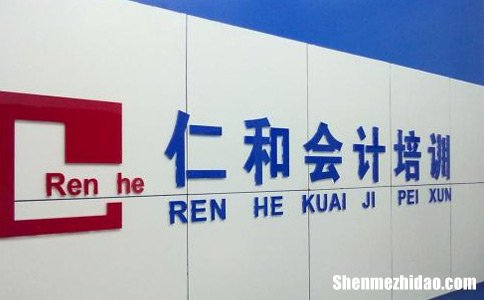 仁和会计培训
Ren he
REN HE KUAI JI PEI XUN
Shenmezhidao.com